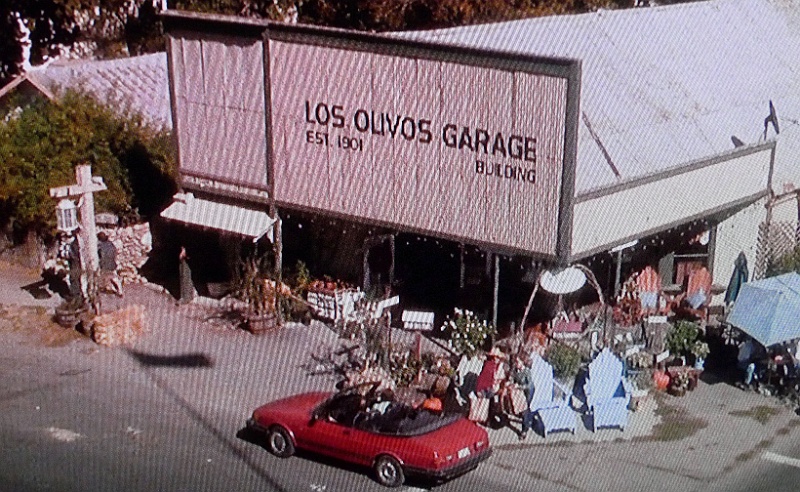 LOS OLIVOS GARAGE
EST. 1901
BUILDING